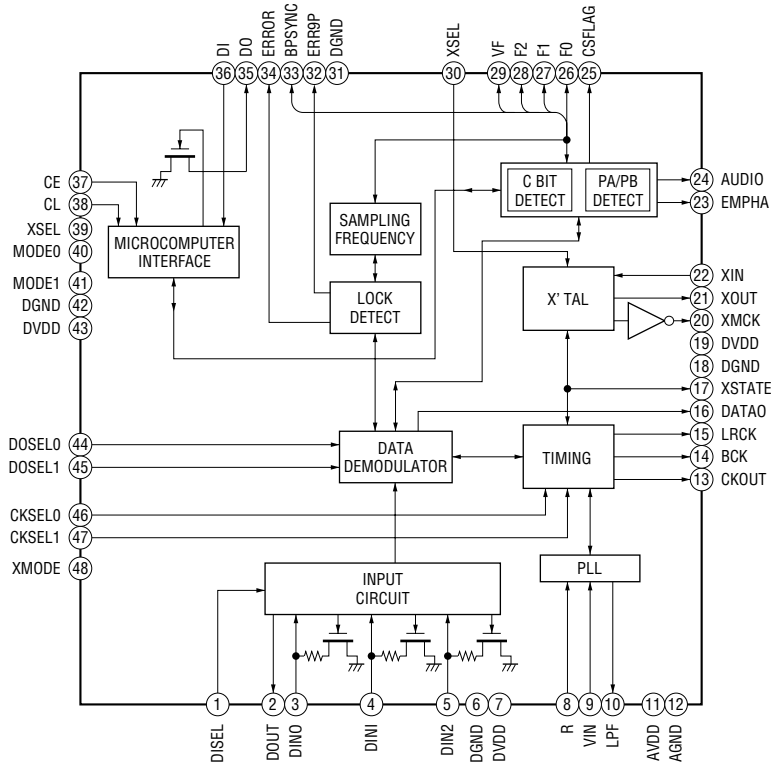 DI
DO
ERROR
BPSYNC
ERR9P
DGND
XSEL
VF
F2
F1
F0
CSFLAG
36
35
34
33
32
31
30
29
28
27
26
25
CE 37
CL 38
XSEL 39
MODE0 40
MODE1 41
DGND 42
DVDD 43
DOSEL0 44
DOSEL1 45
CKSEL0 46
CKSEL1 47
XMODE 48
MICROCOMPUTER
INTERFACE
SAMPLING
FREQUENCY
LOCK
DETECT
C BIT
DETECT
PA/PB
DETECT
X' TAL
DATA
DEMODULATOR
TIMING
INPUT
CIRCUIT
PLL
24 AUDIO
23 EMPHA
22 XIN
21 XOUT
20 XMCK
19 DVDD
18 DGND
17 XSTATE
16 DATAO
15 LRCK
14 BCK
13 CKOUT
1
2
3
4
5
6
7
8
9
10
11
12
DISEL
DOUT
DINO
DINI
DIN2
DGND
DVDD
R
VIN
LPF
AVDD
AGND